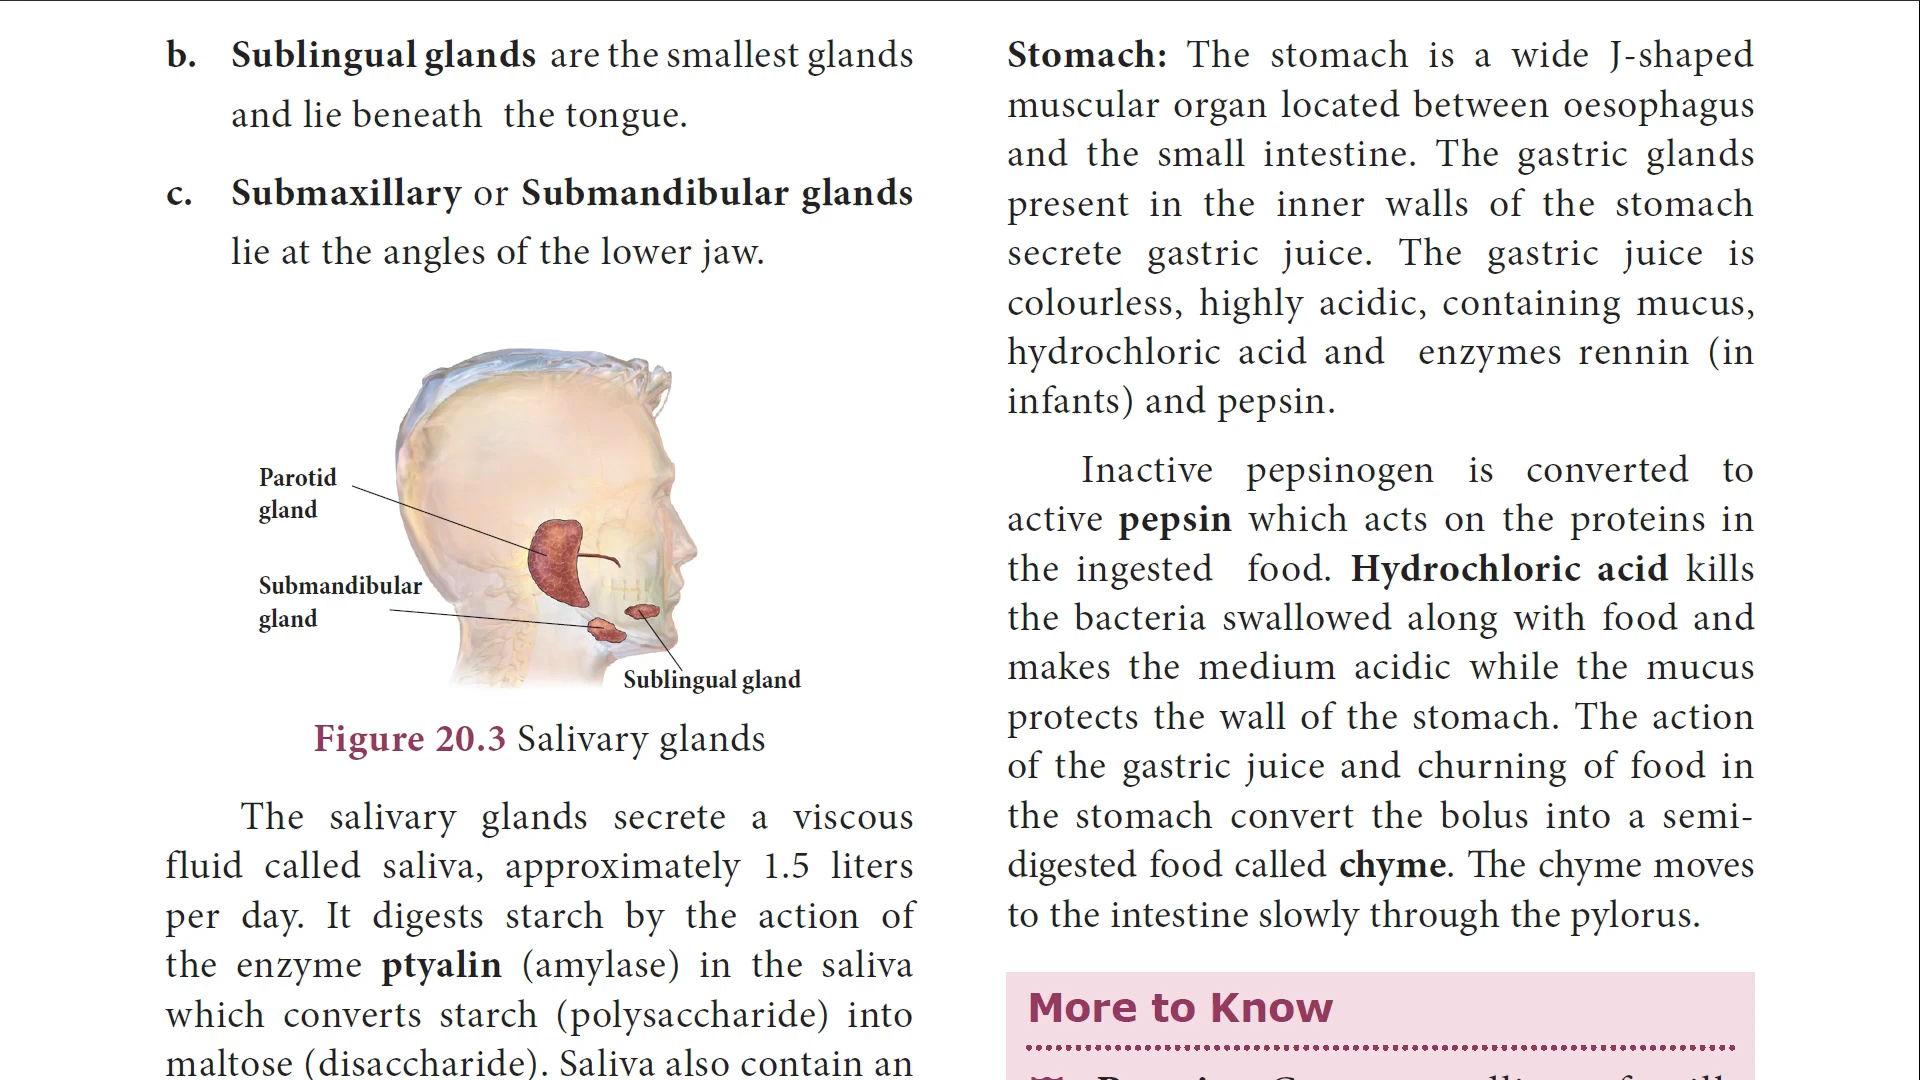 b. Sublingual glands are the smallest glands
and lie beneath the tongue.
c. Submaxillary or Submandibular glands
lie at the angles of the lower jaw.
Parotid
gland
Submandibular
gland
Sublingual gland
Figure 20.3 Salivary glands
The salivary glands secrete a viscous
fluid called saliva, approximately 1.5 liters
per day. It digests starch by the action of
the enzyme ptyalin (amylase) in the saliva
which converts starch (polysaccharide) into
maltose (disaccharide). Saliva also contain an
Stomach: The stomach is a wide J-shaped
muscular organ located between oesophagus
and the small intestine. The gastric glands
present in the inner walls of the stomach
secrete gastric juice. The gastric juice is
colourless, highly acidic, containing mucus,
hydrochloric acid and enzymes rennin (in
infants) and pepsin.
Inactive pepsinogen is converted to
active pepsin which acts on the proteins in
the ingested food. Hydrochloric acid kills
the bacteria swallowed along with food and
makes the medium acidic while the mucus
protects the wall of the stomach. The action
of the gastric juice and churning of food in
the stomach convert the bolus into a semi-
digested food called chyme. The chyme moves
to the intestine slowly through the pylorus.
More to Know